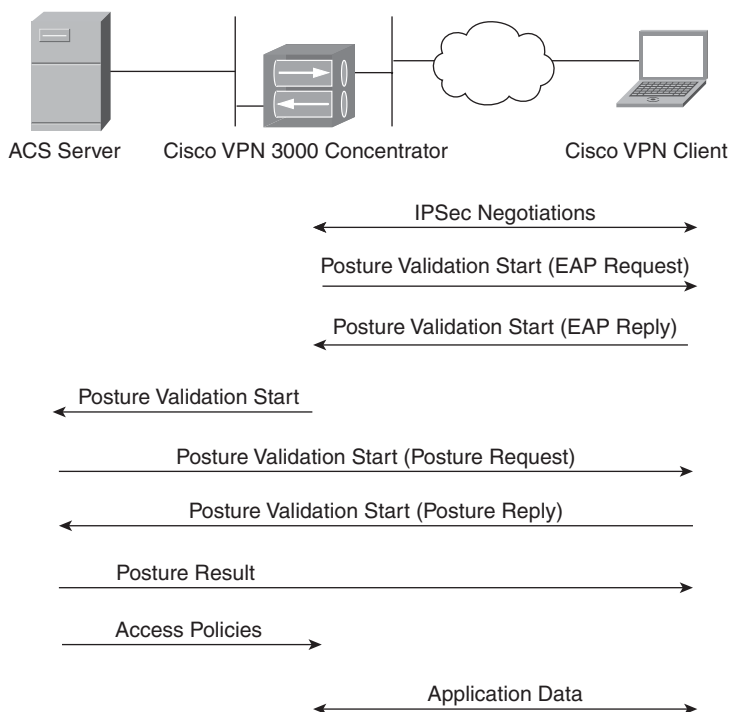 ACS Server
Cisco VPN 3000 Concentrator
Cisco VPN Client
IPSec Negotiations
Posture Validation Start (EAP Request)
Posture Validation Start (EAP Reply)
Posture Validation Start
Posture Validation Start (Posture Request)
Posture Validation Start (Posture Reply)
Posture Result
Access Policies
Application Data